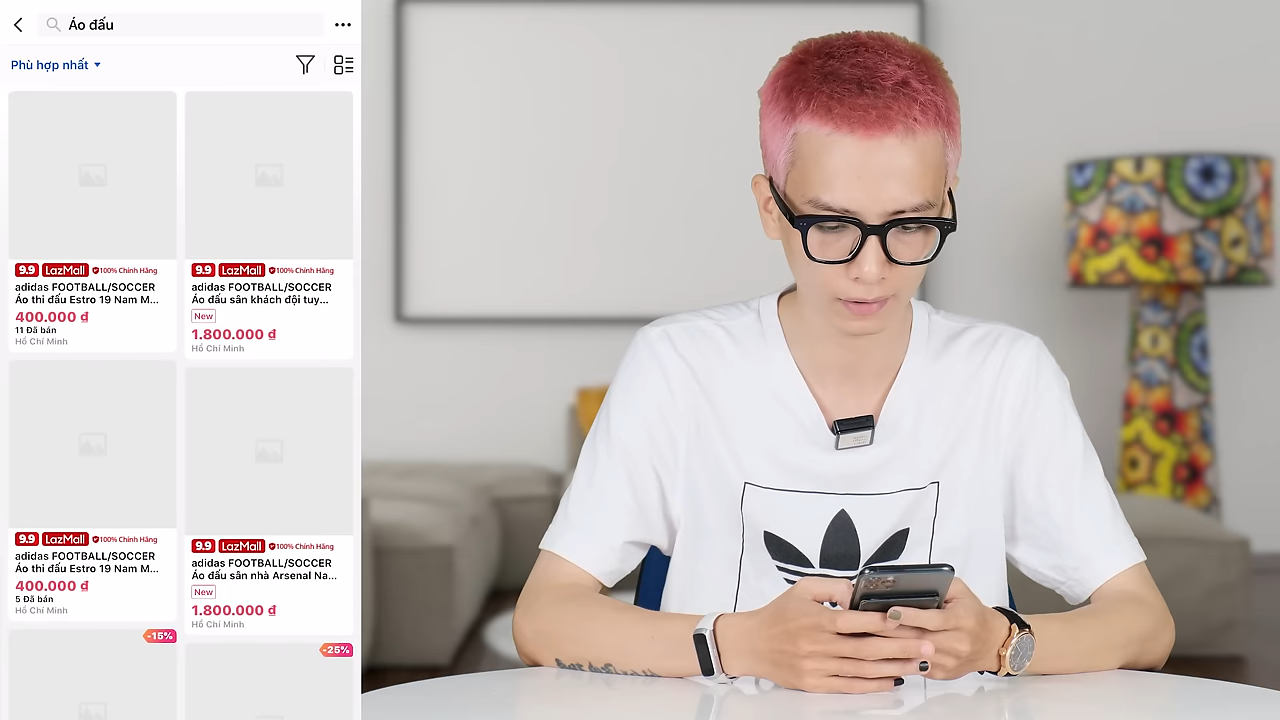 Áo đấu
Phù hợp nhất
9.9 LazMall 100% Chính Hãng
adidas FOOTBALL/SOCCER
Áo thi đấu Estro 19 Nam M...
400.000 ₫
11 Đã bán
Hồ Chí Minh
9.9 LazMall 100% Chính Hãng
adidas FOOTBALL/SOCCER
Áo đấu sân khách đội tuy...
New
1.800.000 ₫
Hồ Chí Minh
9.9 LazMall 100% Chính Hãng
adidas FOOTBALL/SOCCER
Áo thi đấu Estro 19 Nam M...
400.000 ₫
5 Đã bán
Hồ Chí Minh
9.9 LazMall 100% Chính Hãng
adidas FOOTBALL/SOCCER
Áo đấu sân nhà Arsenal Na...
New
1.800.000 ₫
Hồ Chí Minh
-15%
-25%